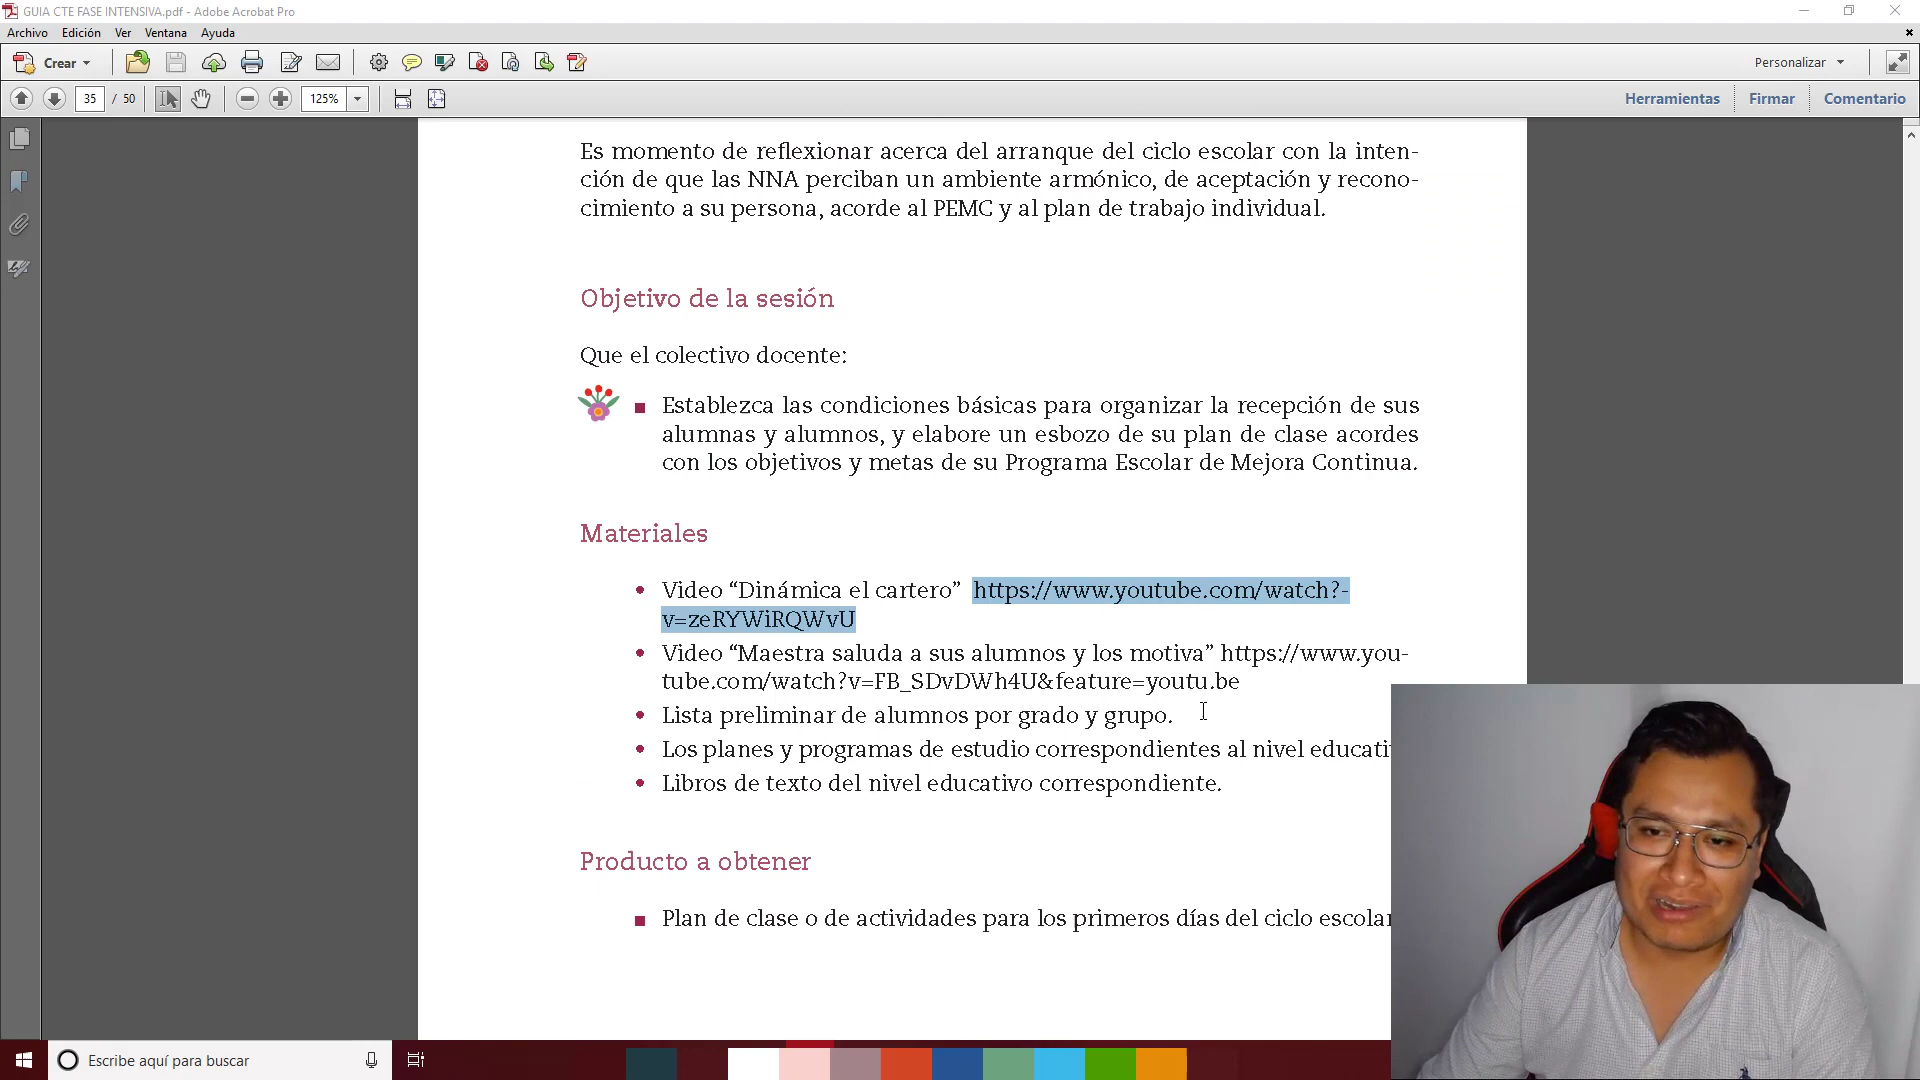 GUIA CTE FASE INTENSIVA.pdf - Adobe Acrobat Pro
Archivo Edición Ver Ventana Ayuda
Crear Personalizar
35 / 50 125% Herramientas Firmar Comentario
Es momento de reflexionar acerca del arranque del ciclo escolar con la inten-
ción de que las NNA perciban un ambiente armónico, de aceptación y recono-
cimiento a su persona, acorde al PEMC y al plan de trabajo individual.
Objetivo de la sesión
Que el colectivo docente:
Establezca las condiciones básicas para organizar la recepción de sus
alumnas y alumnos, y elabore un esbozo de su plan de clase acordes
con los objetivos y metas de su Programa Escolar de Mejora Continua.
Materiales
• Video “Dinámica el cartero” https://www.youtube.com/watch?-
v=zeRYWiRQWvU
• Video “Maestra saluda a sus alumnos y los motiva” https://www.you-
tube.com/watch?v=FB_SDvDWh4U&feature=youtu.be
• Lista preliminar de alumnos por grado y grupo.
• Los planes y programas de estudio correspondientes al nivel educati
• Libros de texto del nivel educativo correspondiente.
Producto a obtener
Plan de clase o de actividades para los primeros días del ciclo escolar
Escribe aquí para buscar